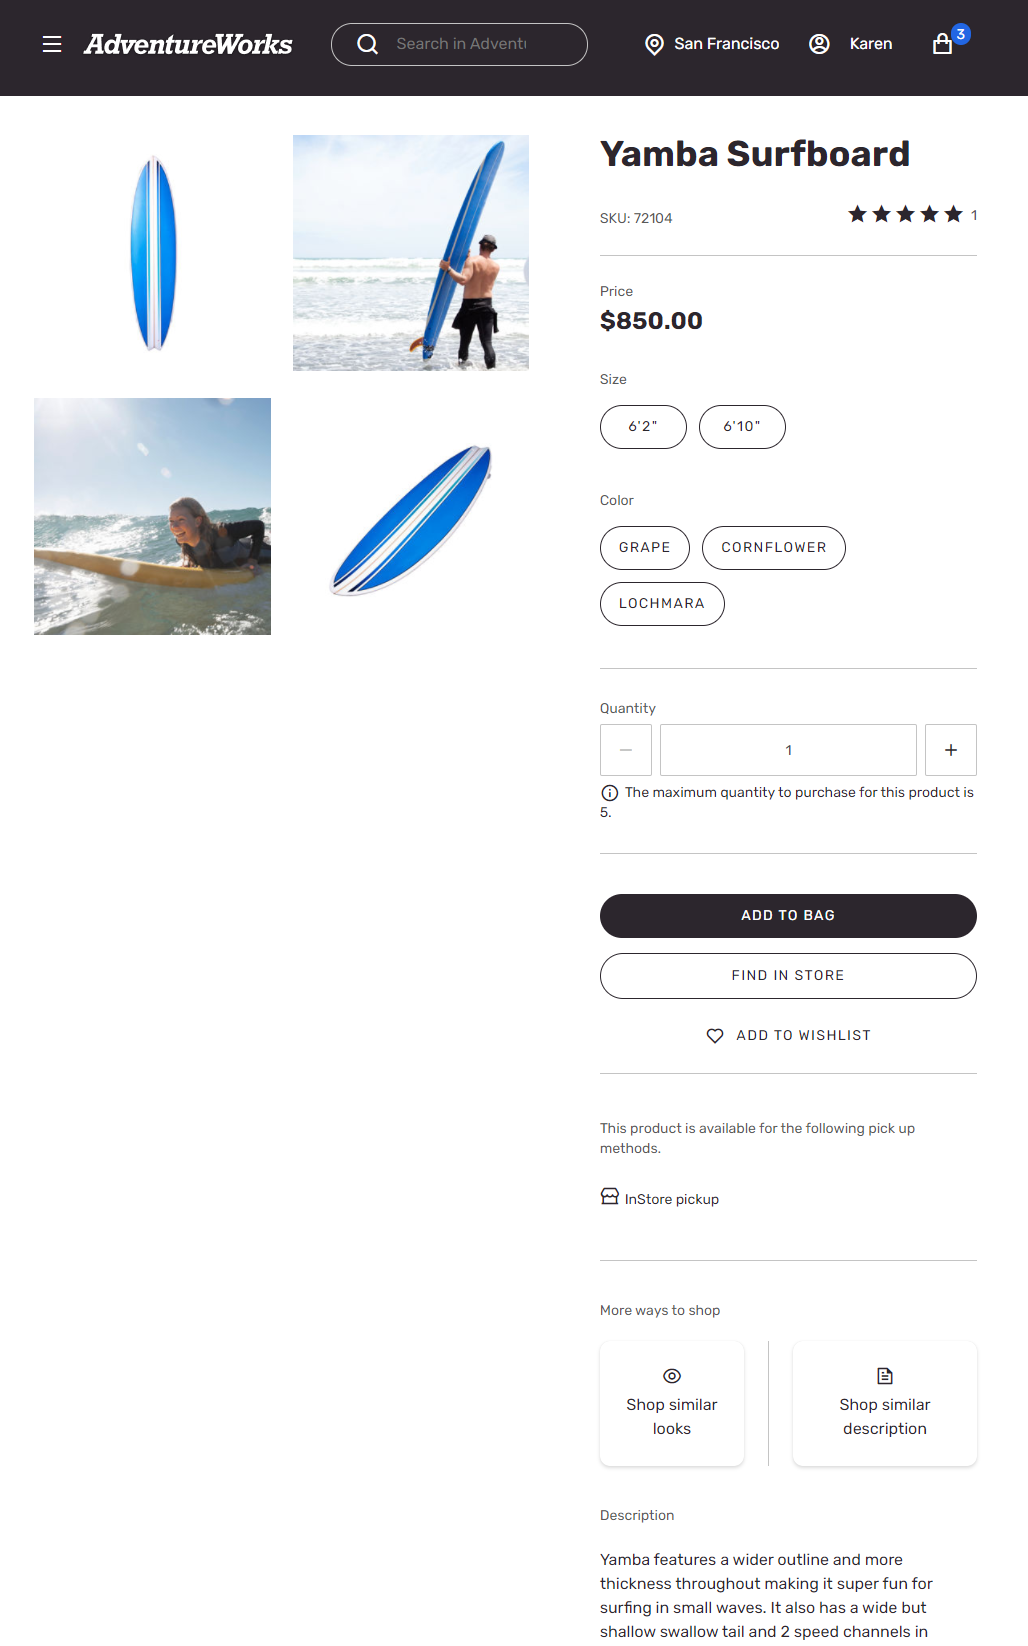 AdventureWorks
Search in Advent
San Francisco
Karen
3
Yamba Surfboard
SKU: 72104
1
Price
$850.00
Size
6'2"
6'10"
Color
GRAPE
CORNFLOWER
LOCHMARA
Quantity
1
The maximum quantity to purchase for this product is
5.
ADD TO BAG
FIND IN STORE
ADD TO WISHLIST
This product is available for the following pick up
methods.
InStore pickup
More ways to shop
Shop similar
looks
Shop similar
description
Description
Yamba features a wider outline and more
thickness throughout making it super fun for
surfing in small waves. It also has a wide but
shallow swallow tail and 2 speed channels in